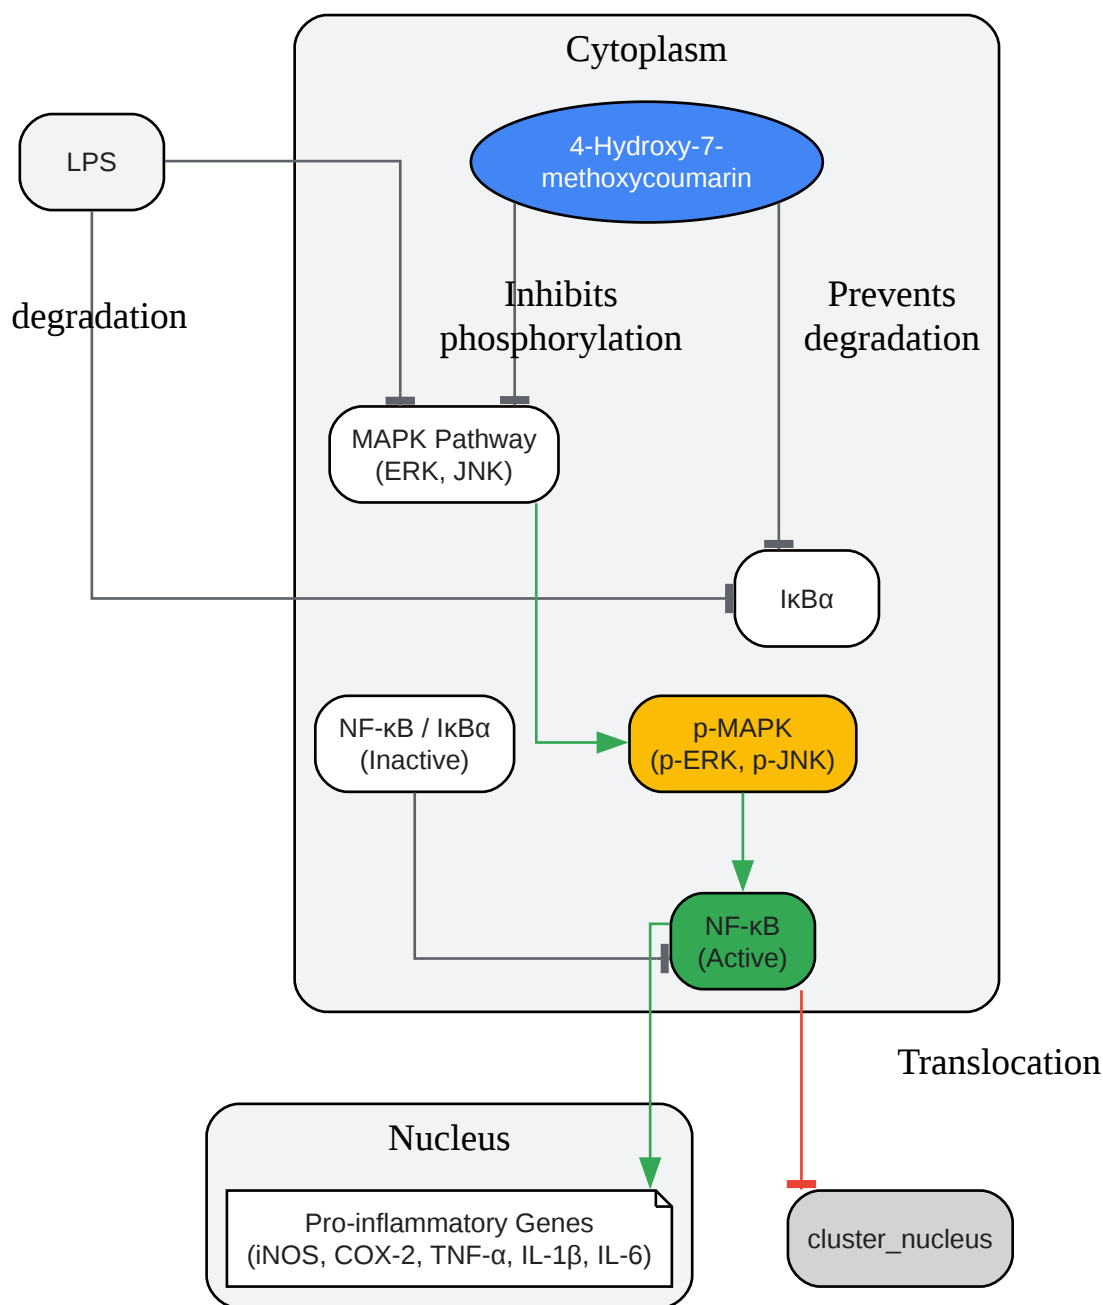 Cytoplasm
LPS
4-Hydroxy-7-
methoxycoumarin
degradation
Inhibits
phosphorylation
Prevents
degradation
MAPK Pathway
(ERK, JNK)
IκBα
NF-κB / IκBα
(Inactive)
p-MAPK
(p-ERK, p-JNK)
NF-κB
(Active)
Translocation
Nucleus
Pro-inflammatory Genes
(iNOS, COX-2, TNF-α, IL-1β, IL-6)
cluster_nucleus